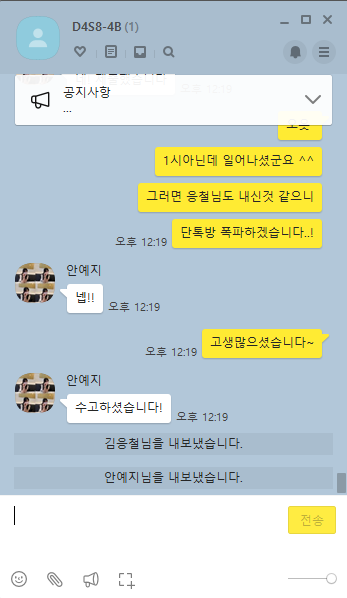 D4S8-4B (1)
공지사항
...
1시아닌데 일어나셨군요 ^^
그러면 응철님도 내신것 같으니
단톡방 폭파하겠습니다..!
오후 12:19
안예지
넵!!
오후 12:19
고생많으셨습니다~
오후 12:19
안예지
수고하셨습니다!
오후 12:19
김응철님을 내보냈습니다.
안예지님을 내보냈습니다.
전송